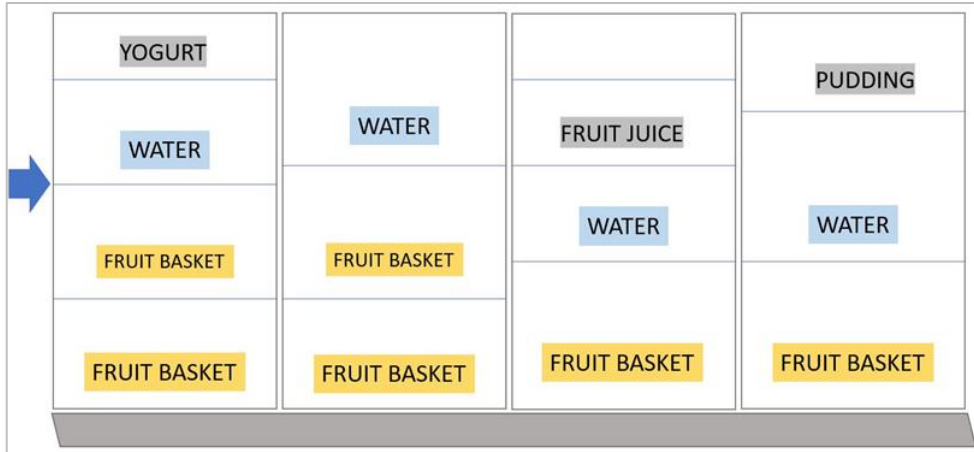 YOGURT
WATER
FRUIT BASKET
FRUIT BASKET
WATER
FRUIT BASKET
FRUIT BASKET
FRUIT JUICE
WATER
FRUIT BASKET
PUDDING
WATER
FRUIT BASKET